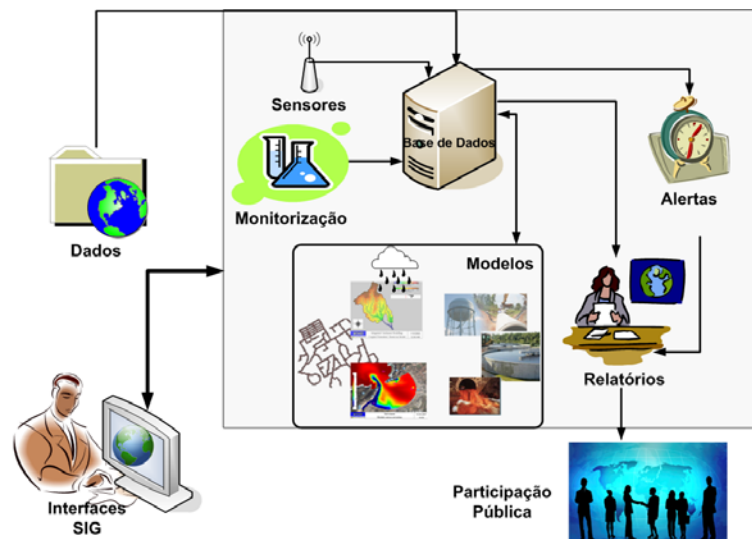 Sensores
Base de Dados
Monitorização
Alertas
Dados
Modelos
Relatórios
Interfaces
SIG
Participação
Pública